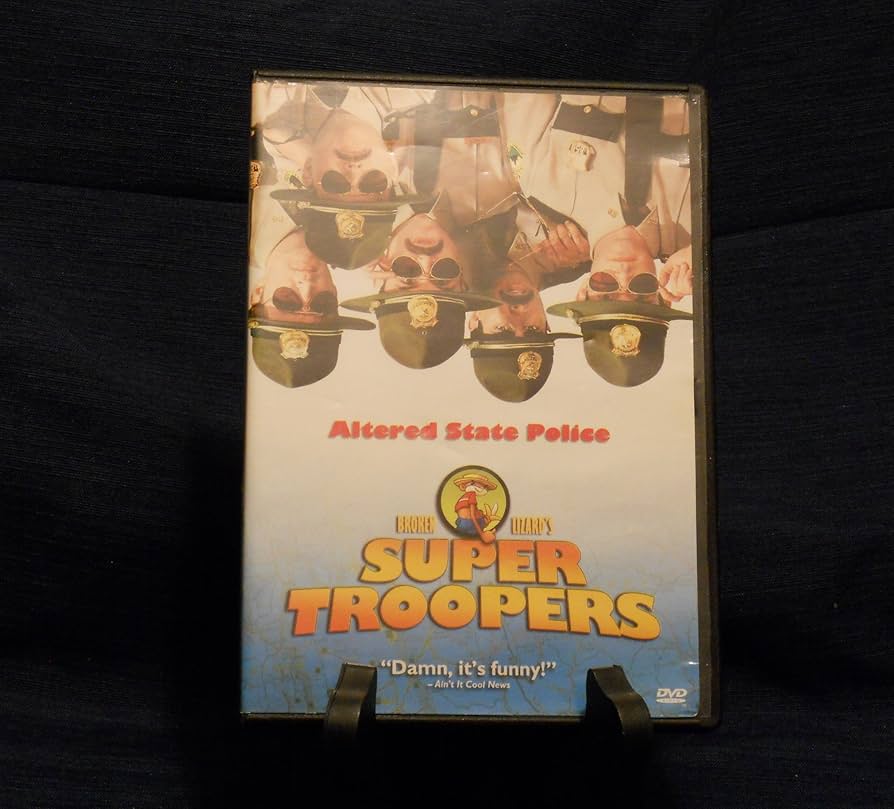 Altered State Police
BROKEN LIZARD'S
SUPER
TROOPERS
"Damn, it's funny!"
– Ain't It Cool News
DVD